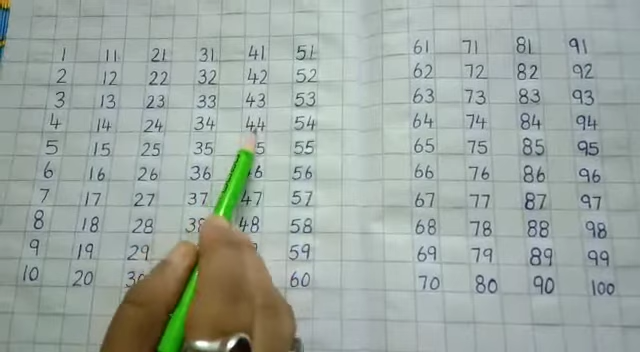 1 11 21 31 41 51 61 71 81 91
2 12 22 32 42 52 62 72 82 92
3 13 23 33 43 53 63 73 83 93
4 14 24 34 44 54 64 74 84 94
5 15 25 35 55 65 75 85 95
6 16 26 36 56 66 76 86 96
7 17 27 37 47 57 67 77 87 97
8 18 28 48 58 68 78 88 98
9 19 29 59 69 79 89 99
10 20 60 70 80 90 100